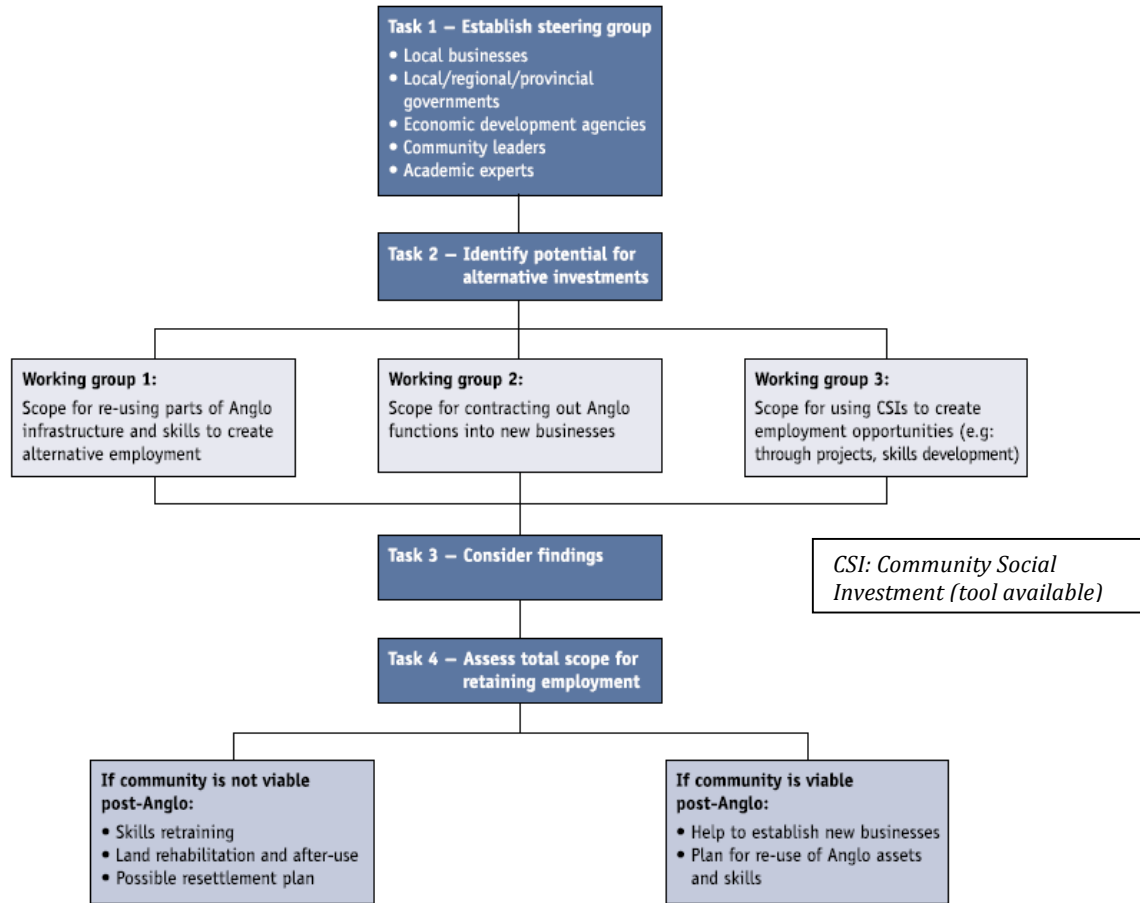 Task 1 – Establish steering group
• Local businesses
• Local/regional/provincial
governments
• Economic development agencies
• Community leaders
• Academic experts
Task 2 – Identify potential for
alternative investments
Working group 1:
Scope for re-using parts of Anglo
infrastructure and skills to create
alternative employment
Working group 2:
Scope for contracting out Anglo
functions into new businesses
Working group 3:
Scope for using CSIs to create
employment opportunities (e.g:
through projects, skills development)
Task 3 – Consider findings
CSI: Community Social
Investment (tool available)
Task 4 – Assess total scope for
retaining employment
If community is not viable
post-Anglo:
• Skills retraining
• Land rehabilitation and after-use
• Possible resettlement plan
If community is viable
post-Anglo:
• Help to establish new businesses
• Plan for re-use of Anglo assets
and skills